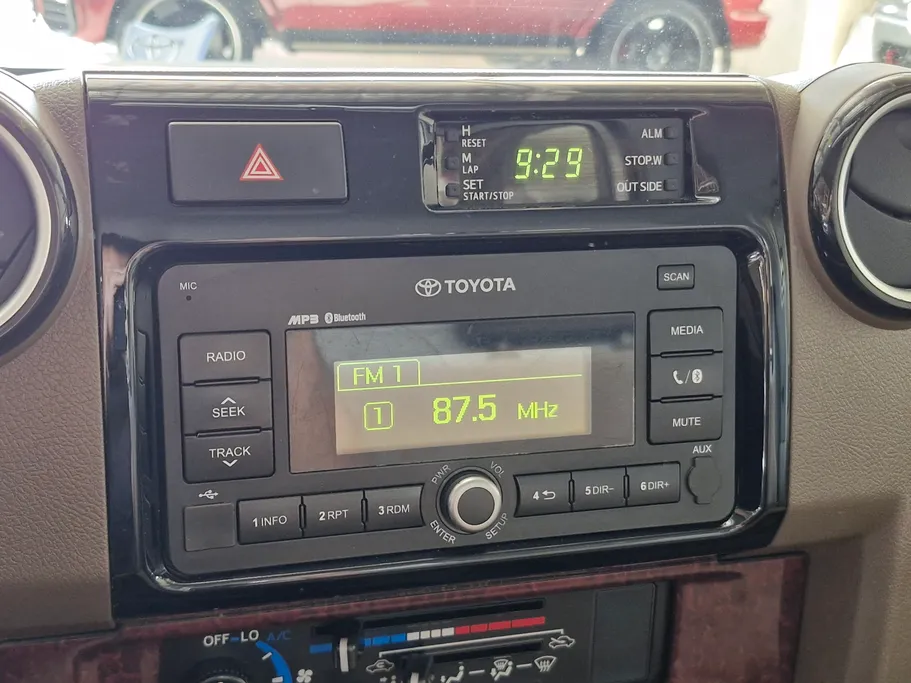 H
RESET
M
LAP
SET
START/STOP
9:29
ALM
STOP.W
OUT SIDE
MIC
TOYOTA
SCAN
MP3 Bluetooth
RADIO
SEEK
TRACK
FM 1
1
87.5 MHz
MEDIA
/
MUTE
AUX
1 INFO
2 RPT
3 RDM
PWR
VOL
ENTER
SETUP
4
5 DIR-
6 DIR+
OFF-LO A/C